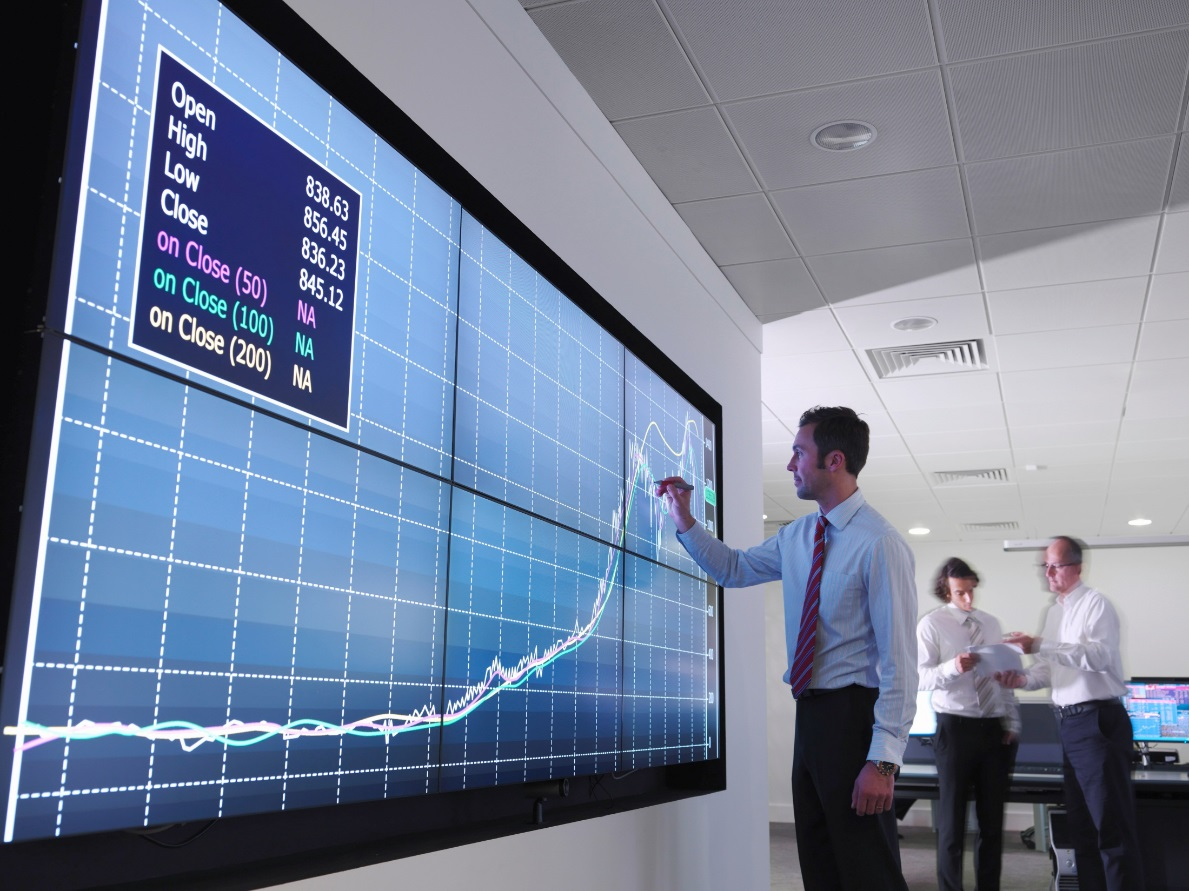 Open 838.63
High 856.45
Low 836.23
Close 845.12
on Close (50) NA
on Close (100) NA
on Close (200) NA